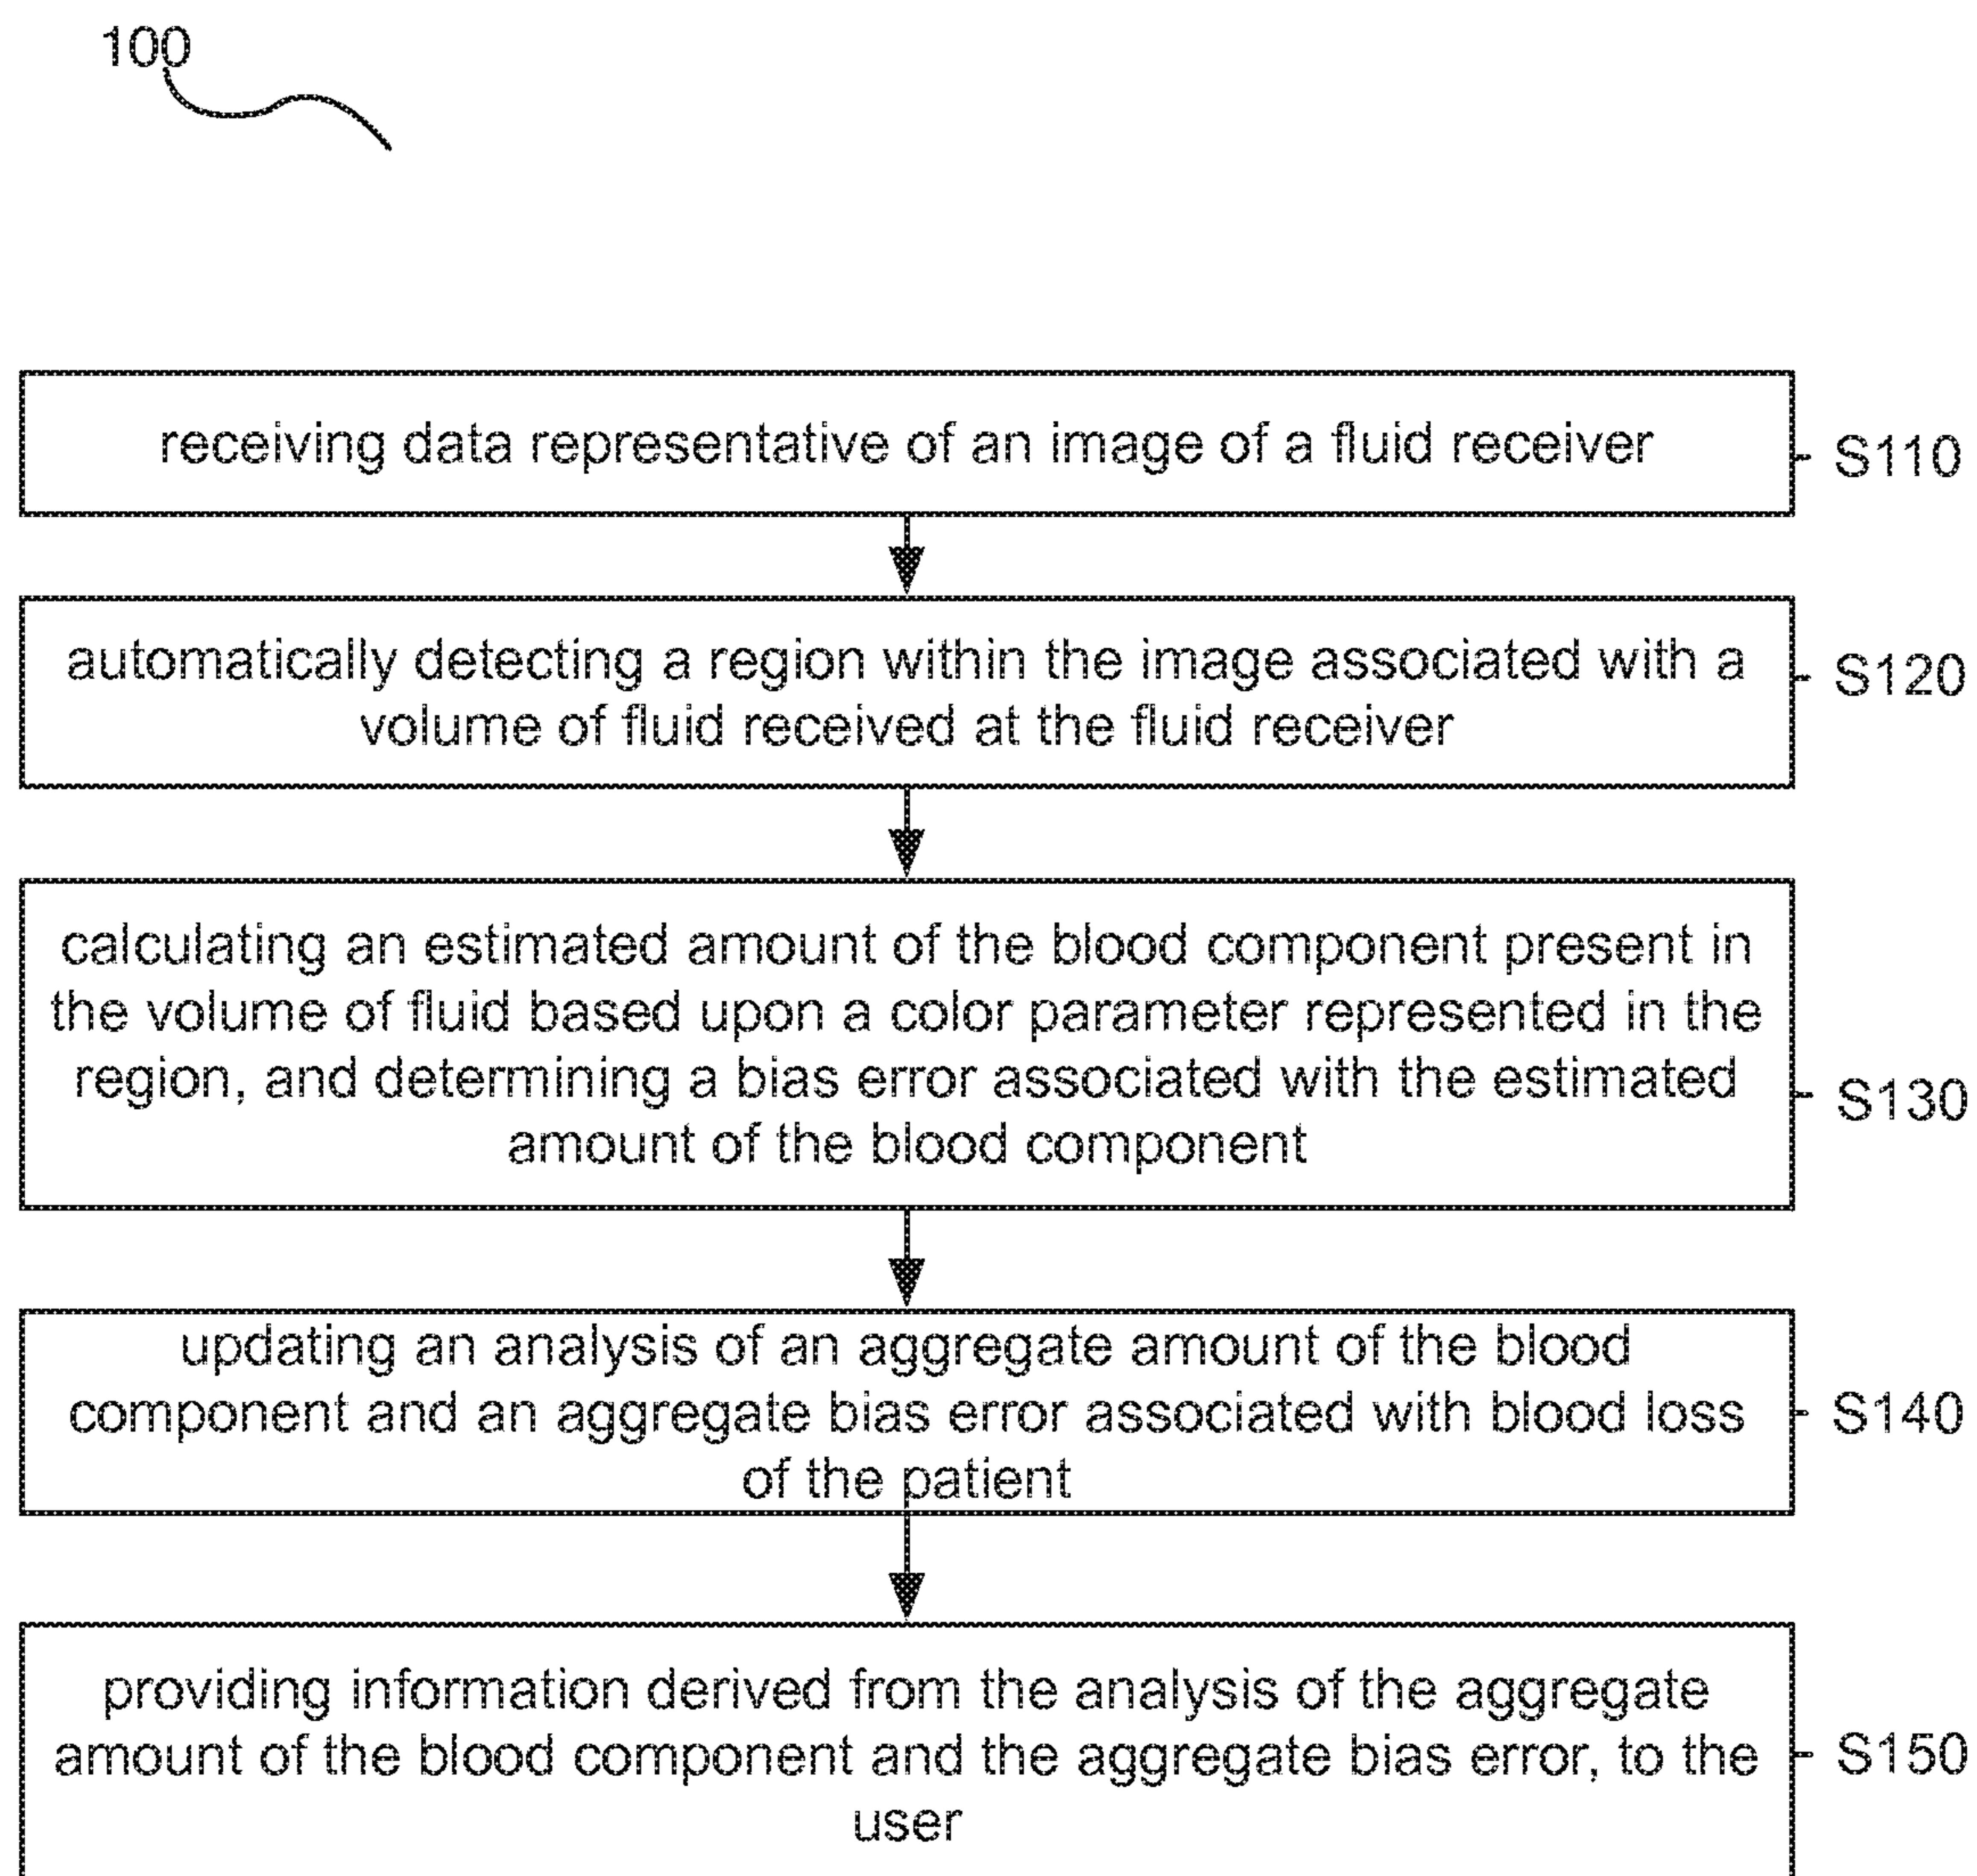 100
receiving data representative of an image of a fluid receiver
S110
automatically detecting a region within the image associated with a
volume of fluid received at the fluid receiver
S120
calculating an estimated amount of the blood component present in
the volume of fluid based upon a color parameter represented in the
region, and determining a bias error associated with the estimated
amount of the blood component
S130
updating an analysis of an aggregate amount of the blood
component and an aggregate bias error associated with blood loss
of the patient
S140
providing information derived from the analysis of the aggregate
amount of the blood component and the aggregate bias error, to the
user
S150